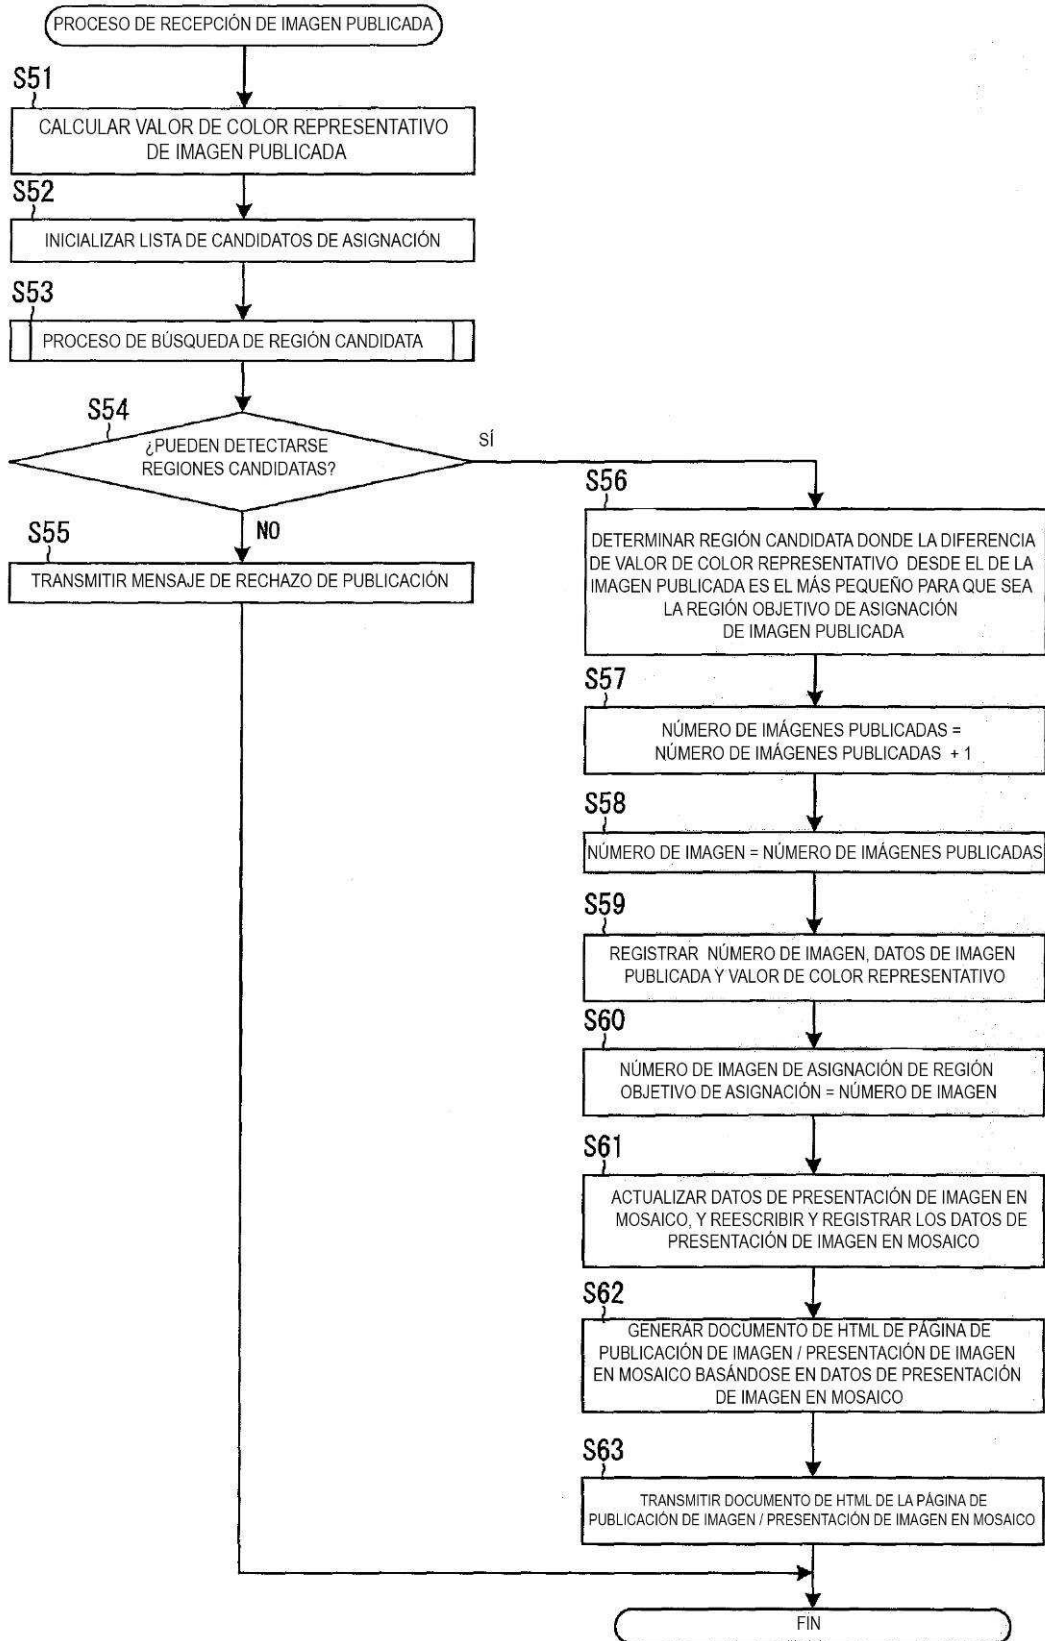 PROCESO DE RECEPCIÓN DE IMAGEN PUBLICADA
S51
CALCULAR VALOR DE COLOR REPRESENTATIVO
DE IMAGEN PUBLICADA
S52
INICIALIZAR LISTA DE CANDIDATOS DE ASIGNACIÓN
S53
PROCESO DE BÚSQUEDA DE REGIÓN CANDIDATA
S54
¿PUEDEN DETECTARSE
REGIONES CANDIDATAS?
SÍ
NO
S55
TRANSMITIR MENSAJE DE RECHAZO DE PUBLICACIÓN
S56
DETERMINAR REGIÓN CANDIDATA DONDE LA DIFERENCIA
DE VALOR DE COLOR REPRESENTATIVO DESDE EL DE LA
IMAGEN PUBLICADA ES EL MÁS PEQUEÑO PARA QUE SEA
LA REGIÓN OBJETIVO DE ASIGNACIÓN
DE IMAGEN PUBLICADA
S57
NÚMERO DE IMÁGENES PUBLICADAS =
NÚMERO DE IMÁGENES PUBLICADAS + 1
S58
NÚMERO DE IMAGEN = NÚMERO DE IMÁGENES PUBLICADAS
S59
REGISTRAR NÚMERO DE IMAGEN, DATOS DE IMAGEN
PUBLICADA Y VALOR DE COLOR REPRESENTATIVO
S60
NÚMERO DE IMAGEN DE ASIGNACIÓN DE REGIÓN
OBJETIVO DE ASIGNACIÓN = NÚMERO DE IMAGEN
S61
ACTUALIZAR DATOS DE PRESENTACIÓN DE IMAGEN EN
MOSAICO, Y REESCRIBIR Y REGISTRAR LOS DATOS DE
PRESENTACIÓN DE IMAGEN EN MOSAICO
S62
GENERAR DOCUMENTO DE HTML DE PÁGINA DE
PUBLICACIÓN DE IMAGEN / PRESENTACIÓN DE IMAGEN
EN MOSAICO BASÁNDOSE EN DATOS DE PRESENTACIÓN
DE IMAGEN EN MOSAICO
S63
TRANSMITIR DOCUMENTO DE HTML DE LA PÁGINA DE
PUBLICACIÓN DE IMAGEN / PRESENTACIÓN DE IMAGEN EN MOSAICO
FIN